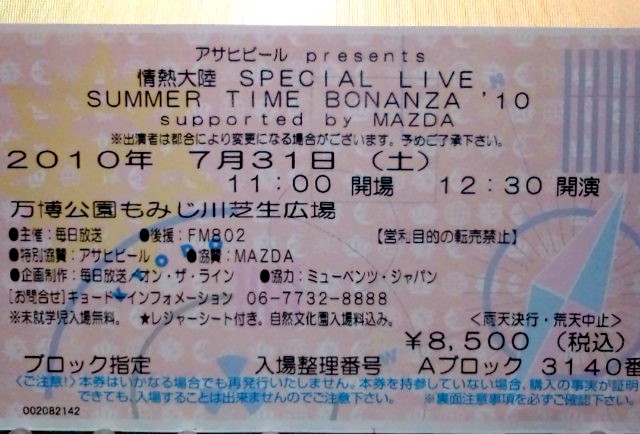 アサヒビール presents
情熱大陸 SPECIAL LIVE
SUMMER TIME BONANZA '10
supported by MAZDA
※出演者は都合により変更になる場合がございます。予めご了承下さい。
2010年 7月31日 (土)
11:00 開場 12:30 開演
万博公園もみじ川芝生広場
●主催:毎日放送 ●後援:FM802 【営利目的の転売禁止】
●特別協賛:アサヒビール ●協賛:MAZDA
●企画制作:毎日放送/オン・ザ・ライン ●協力:ミューベンツ・ジャパン
[お問合せ]キョードーインフォメーション 06-7732-8888
※未就学児入場無料。 ★レジャーシート付き。自然文化園入場料込み。 <雨天決行・荒天中止>
¥8,500 (税込)
ブロック指定 入場整理番号 Aブロック 3140番
〈ご注意!〉本券はいかなる場合でも再発行いたしません。本券を持参していない場合、購入の事実が証明
できても、入場することは出来ませんのでご注意下さい。 ※裏面注意事項を必ずご確認下さい。
002082142